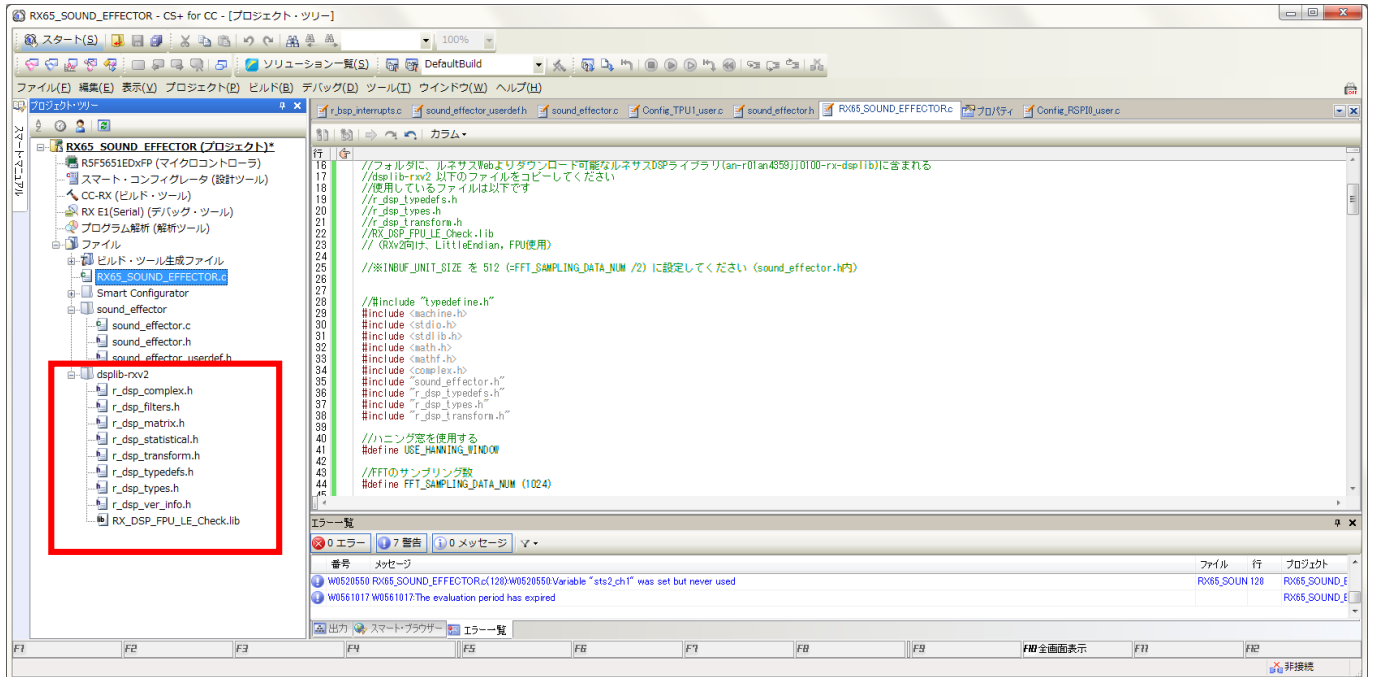 RX65_SOUND_EFFECTOR - CS+ for CC - [プロジェクト・ツリー]
スタート(S)
100%
ソリューション一覧(S)
DefaultBuild
ファイル(F) 編集(E) 表示(V) プロジェクト(P) ビルド(B) デバッグ(D) ツール(T) ウインドウ(W) ヘルプ(H)
スマート・マニュアル
プロジェクト・ツリー
RX65_SOUND_EFFECTOR (プロジェクト)*
R5F5651EDxFP (マイクロコントローラ)
スマート・コンフィグレータ (設計ツール)
CC-RX (ビルド・ツール)
RX E1(Serial) (デバッグ・ツール)
プログラム解析 (解析ツール)
ファイル
ビルド・ツール生成ファイル
RX65_SOUND_EFFECTOR.c
Smart Configurator
sound_effector
sound_effector.c
sound_effector.h
sound_effector_userdef.h
dsplib-rxv2
r_dsp_complex.h
r_dsp_filters.h
r_dsp_matrix.h
r_dsp_statistical.h
r_dsp_transform.h
r_dsp_typedefs.h
r_dsp_types.h
r_dsp_ver_info.h
RX_DSP_FPU_LE_Check.lib
r_bsp_interrupts.c sound_effector_userdef.h sound_effector.c Config_TPU1_user.c sound_effector.h RX65_SOUND_EFFECTOR.c プロパティ Config_RSPI0_user.c
カラム
行
16 //フォルダに、ルネサスWebよりダウンロード可能なルネサスDSPライブラリ(an-r01an4359jj0100-rx-dsplib)に含まれる
17 //dsplib-rxv2 以下のファイルをコピーしてください
18 //使用しているファイルは以下です
19 //r_dsp_typedefs.h
20 //r_dsp_types.h
21 //r_dsp_transform.h
22 //RX_DSP_FPU_LE_Check.lib
23 // (RXv2向け、LittleEndian, FPU使用)
24
25 //※INBUF_UNIT_SIZE を 512 (=FFT_SAMPLING_DATA_NUM /2) に設定してください (sound_effector.h内)
26
27
28 //#include "typedefine.h"
29 #include <machine.h>
30 #include <stdio.h>
31 #include <stdlib.h>
32 #include <math.h>
33 #include <mathf.h>
34 #include <complex.h>
35 #include "sound_effector.h"
36 #include "r_dsp_typedefs.h"
37 #include "r_dsp_types.h"
38 #include "r_dsp_transform.h"
39
40 //ハニング窓を使用する
41 #define USE_HANNING_WINDOW
42
43 //FFTのサンプリング数
44 #define FFT_SAMPLING_DATA_NUM (1024)
45
エラー一覧
0 エラー 7 警告 0 メッセージ
番号 メッセージ ファイル 行 プロジェクト
W0520550 RX65_SOUND_EFFECTOR.c(128):W0520550:Variable "sts2_ch1" was set but never used RX65_SOUN 128 RX65_SOUND_E
W0561017 W0561017:The evaluation period has expired RX65_SOUND_E
出力 スマート・ブラウザー エラー一覧
F1 F2 F3 F4 F5 F6 F7 F8 F9 F10 全画面表示 F11 F12
非接続